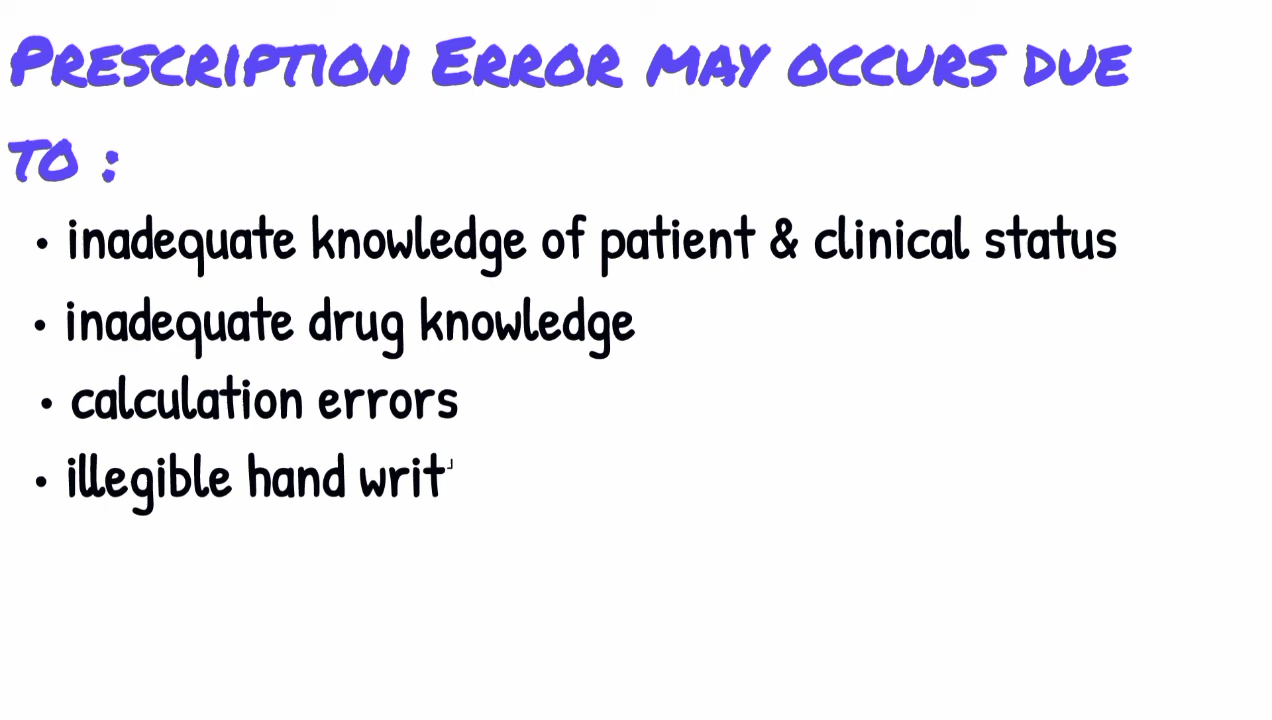 Prescription Error may occurs due
to :
• inadequate knowledge of patient & clinical status
• inadequate drug knowledge
• calculation errors
• illegible hand writ